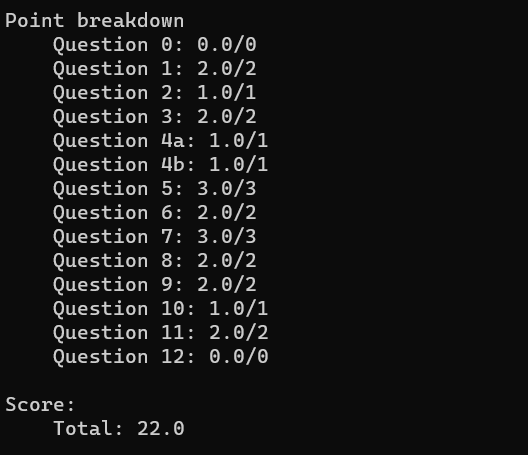 Point breakdown
    Question 0: 0.0/0
    Question 1: 2.0/2
    Question 2: 1.0/1
    Question 3: 2.0/2
    Question 4a: 1.0/1
    Question 4b: 1.0/1
    Question 5: 3.0/3
    Question 6: 2.0/2
    Question 7: 3.0/3
    Question 8: 2.0/2
    Question 9: 2.0/2
    Question 10: 1.0/1
    Question 11: 2.0/2
    Question 12: 0.0/0

Score:
    Total: 22.0